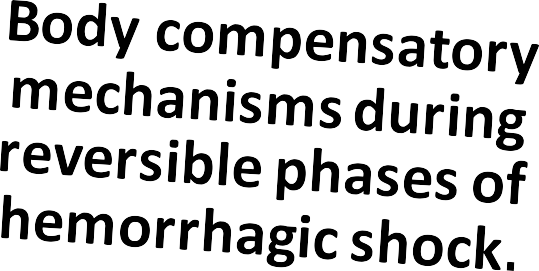 Body compensatory
mechanisms during
reversible phases of
hemorrhagic shock.